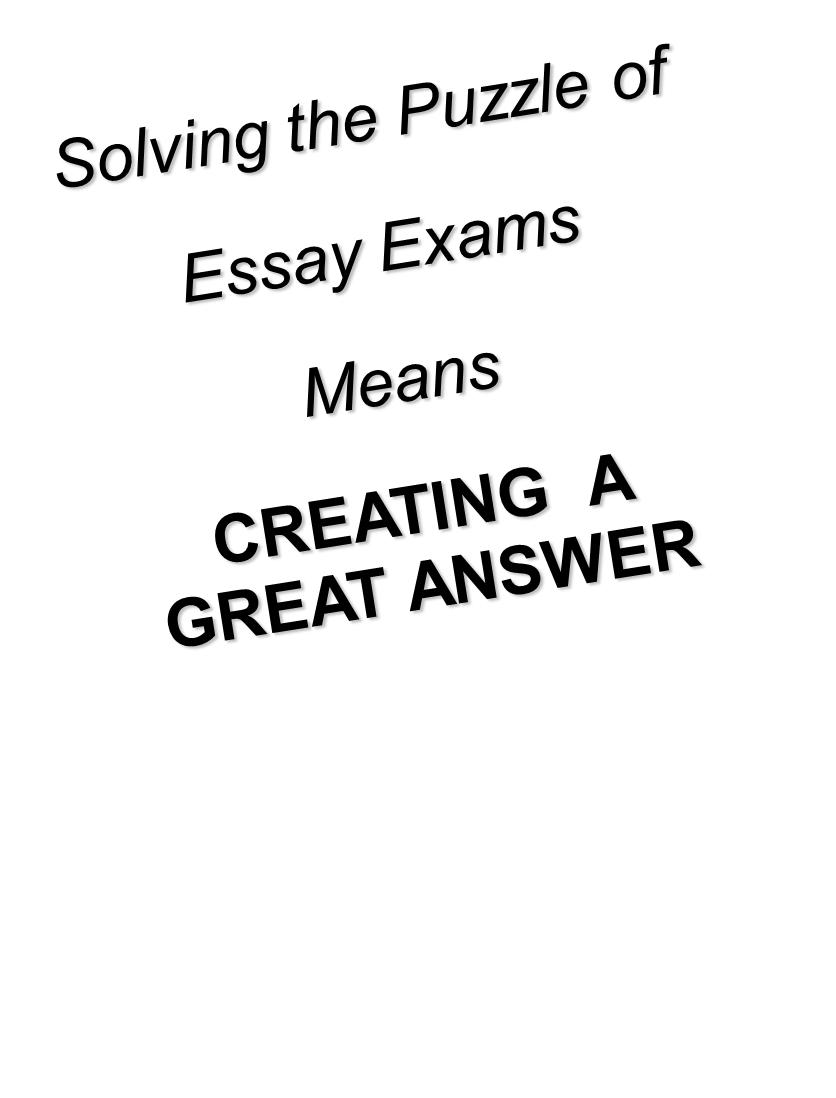 Solving the Puzzle of
Essay Exams
Means
CREATING A
GREAT ANSWER